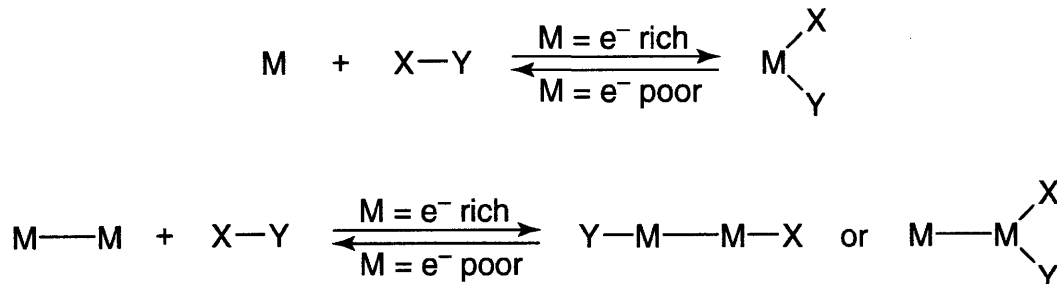 M + X—Y M = e⁻ rich M = e⁻ poor M X Y
M—M + X—Y M = e⁻ rich M = e⁻ poor Y—M—M—X or M—M X Y